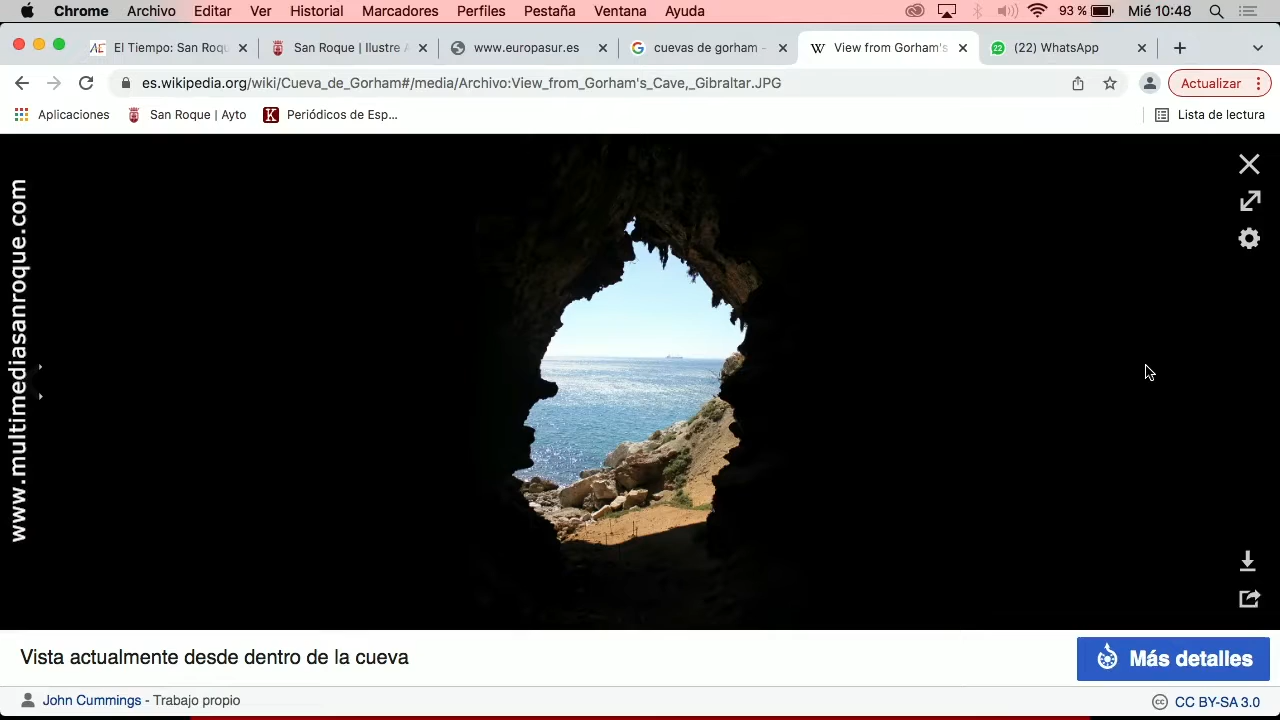 Chrome Archivo Editar Ver Historial Marcadores Perfiles Pestaña Ventana Ayuda 93 % Mié 10:48
El Tiempo: San Roqu San Roque | Ilustre A www.europasur.es cuevas de gorham - View from Gorham's (22) WhatsApp
es.wikipedia.org/wiki/Cueva_de_Gorham#/media/Archivo:View_from_Gorham's_Cave,_Gibraltar.JPG Actualizar
Aplicaciones San Roque | Ayto Periódicos de Esp... Lista de lectura
www.multimediasanroque.com
Vista actualmente desde dentro de la cueva
Más detalles
John Cummings - Trabajo propio
CC BY-SA 3.0